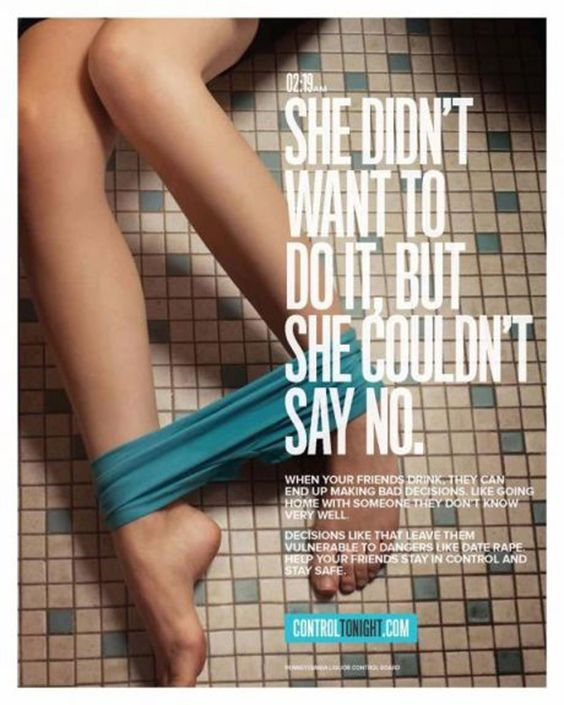 02:19AM
SHE DIDN'T
WANT TO
DO IT, BUT
SHE COULDN'T
SAY NO.
WHEN YOUR FRIENDS DRINK, THEY CAN
END UP MAKING BAD DECISIONS. LIKE GOING
HOME WITH SOMEONE THEY DON'T KNOW
VERY WELL.
DECISIONS LIKE THAT LEAVE THEM
VULNERABLE TO DANGERS LIKE DATE RAPE.
HELP YOUR FRIENDS STAY IN CONTROL AND
STAY SAFE.
CONTROLTONIGHT.COM
PENNSYLVANIA LIQUOR CONTROL BOARD